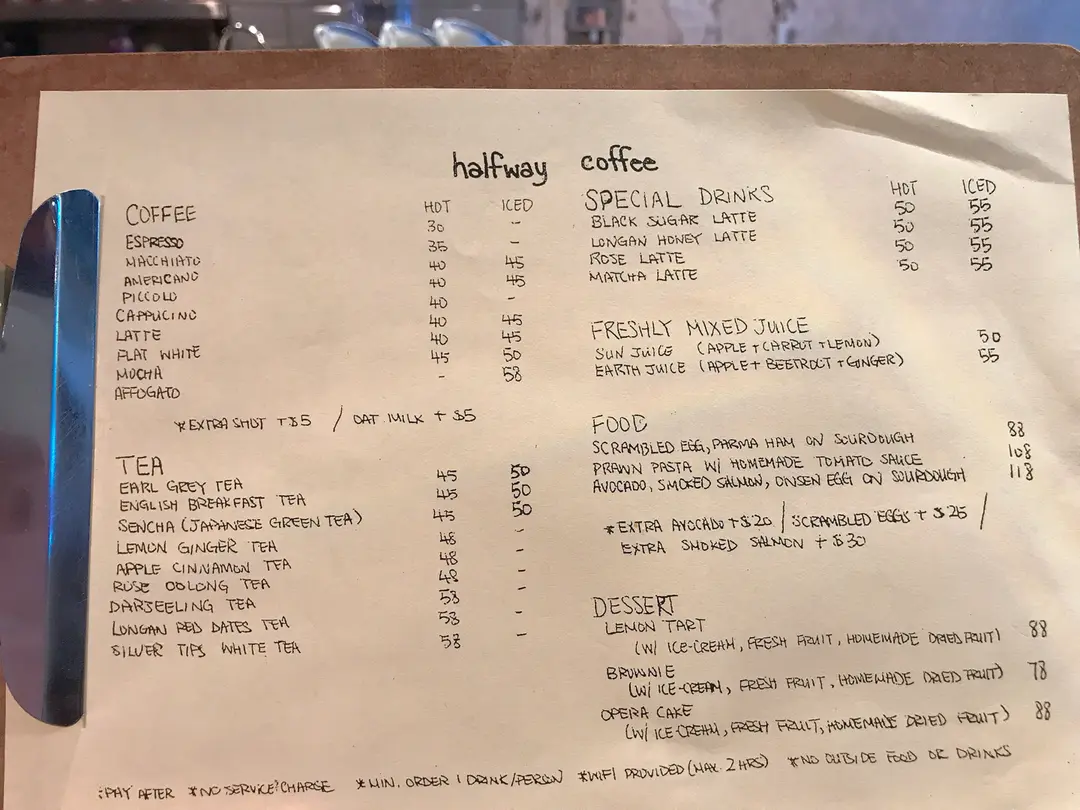 halfway coffee
COFFEE HOT ICED
ESPRESSO 30 -
MACCHIATO 35 -
AMERICANO 40 45
PICCOLO 40 45
CAPPUCINO 40 -
LATTE 40 45
FLAT WHITE 40 45
MOCHA 45 50
AFFOGATO - 58
*EXTRA SHOT +$5 / OAT MILK + $5
TEA
EARL GREY TEA 45 50
ENGLISH BREAKFAST TEA 45 50
SENCHA (JAPANESE GREEN TEA) 45 50
LEMON GINGER TEA 48 -
APPLE CINNAMON TEA 48 -
ROSE OOLONG TEA 48 -
DARJEELING TEA 58 -
LONGAN RED DATES TEA 58 -
SILVER TIPS WHITE TEA 58 -
SPECIAL DRINKS HOT ICED
BLACK SUGAR LATTE 50 55
LONGAN HONEY LATTE 50 55
ROSE LATTE 50 55
MATCHA LATTE 50 55
FRESHLY MIXED JUICE
SUN JUICE (APPLE + CARROT + LEMON) 50
EARTH JUICE (APPLE + BEETROOT + GINGER) 55
FOOD
SCRAMBLED EGG, PARMA HAM ON SOURDOUGH 88
PRAWN PASTA W/ HOMEMADE TOMATO SAUCE 108
AVOCADO, SMOKED SALMON, ONSEN EGG ON SOURDOUGH 118
*EXTRA AVOCADO + $20 / SCRAMBLED EGGS + $25 /
EXTRA SMOKED SALMON + $30
DESSERT
LEMON TART
(W/ ICE-CREAM, FRESH FRUIT, HOMEMADE DRIED FRUIT) 88
BROWNIE
(W/ ICE-CREAM, FRESH FRUIT, HOMEMADE DRIED FRUIT) 78
OPERA CAKE
(W/ ICE-CREAM, FRESH FRUIT, HOMEMADE DRIED FRUIT) 88
*PAY AFTER *NO SERVICE CHARGE *MIN. ORDER 1 DRINK/PERSON *WIFI PROVIDED (MAX. 2 HRS) *NO OUTSIDE FOOD OR DRINKS